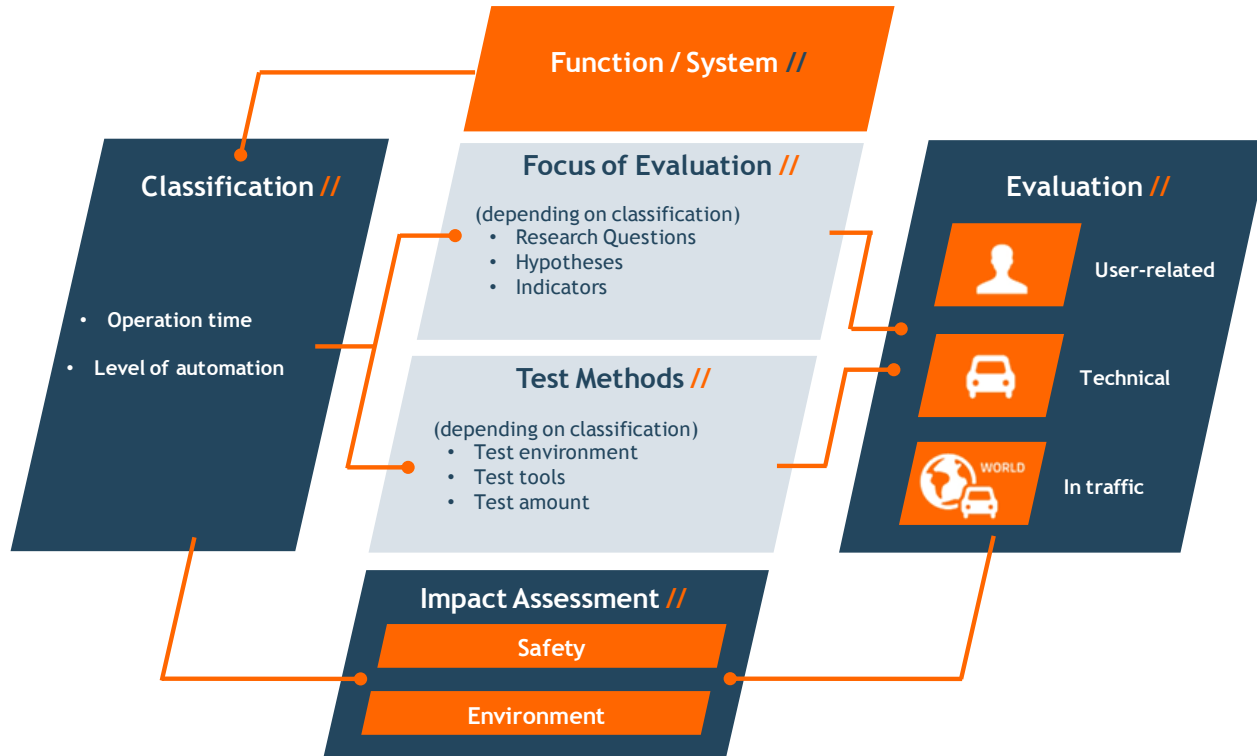 Function / System //
Classification //
• Operation time
• Level of automation
Focus of Evaluation //
(depending on classification)
• Research Questions
• Hypotheses
• Indicators
Test Methods //
(depending on classification)
• Test environment
• Test tools
• Test amount
Evaluation //
User-related
Technical
WORLD
In traffic
Impact Assessment //
Safety
Environment